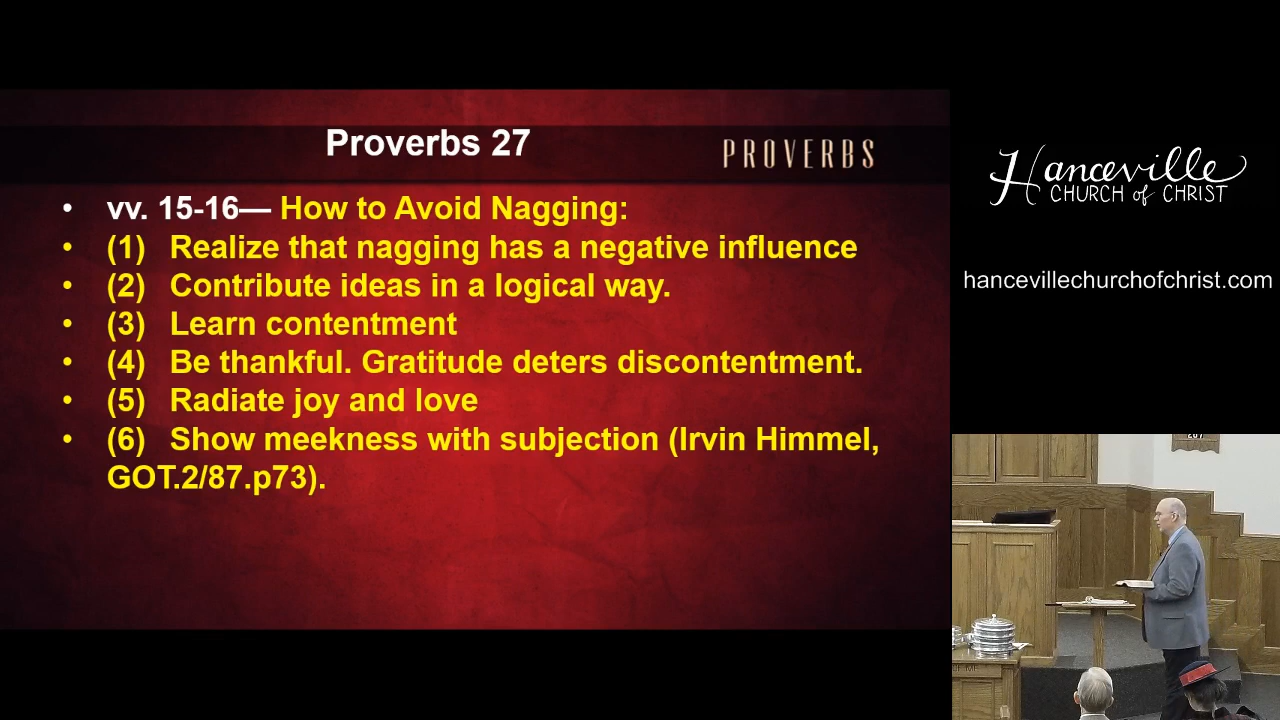 Proverbs 27
PROVERBS
• vv. 15-16— How to Avoid Nagging:
• (1) Realize that nagging has a negative influence
• (2) Contribute ideas in a logical way.
• (3) Learn contentment
• (4) Be thankful. Gratitude deters discontentment.
• (5) Radiate joy and love
• (6) Show meekness with subjection (Irvin Himmel,
GOT.2/87.p73).
Hanceville
CHURCH of CHRIST
hancevillechurchofchrist.com